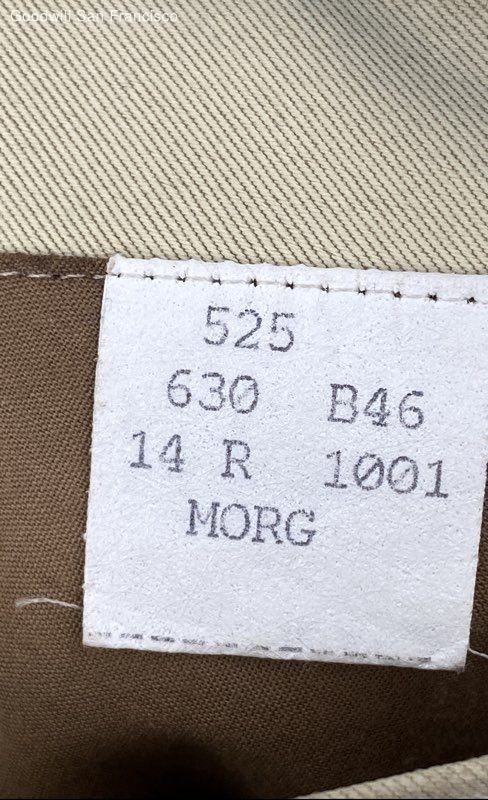 Goodwill San Francisco
525
630 B46
14 R 1001
MORG